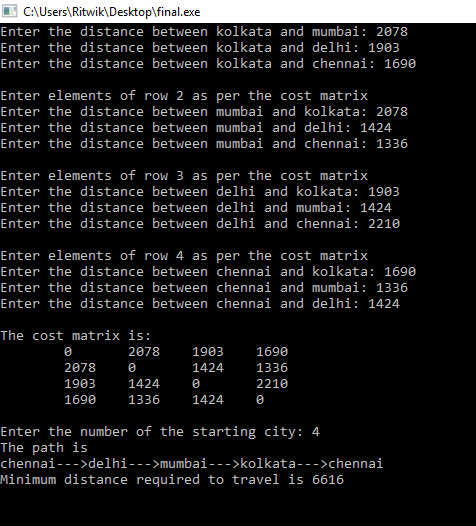 C:\Users\Ritwik\Desktop\final.exe
Enter the distance between kolkata and mumbai: 2078
Enter the distance between kolkata and delhi: 1903
Enter the distance between kolkata and chennai: 1690
Enter elements of row 2 as per the cost matrix
Enter the distance between mumbai and kolkata: 2078
Enter the distance between mumbai and delhi: 1424
Enter the distance between mumbai and chennai: 1336
Enter elements of row 3 as per the cost matrix
Enter the distance between delhi and kolkata: 1903
Enter the distance between delhi and mumbai: 1424
Enter the distance between delhi and chennai: 2210
Enter elements of row 4 as per the cost matrix
Enter the distance between chennai and kolkata: 1690
Enter the distance between chennai and mumbai: 1336
Enter the distance between chennai and delhi: 1424
The cost matrix is:
0 2078 1903 1690
2078 0 1424 1336
1903 1424 0 2210
1690 1336 1424 0
Enter the number of the starting city: 4
The path is
chennai--->delhi--->mumbai--->kolkata--->chennai
Minimum distance required to travel is 6616